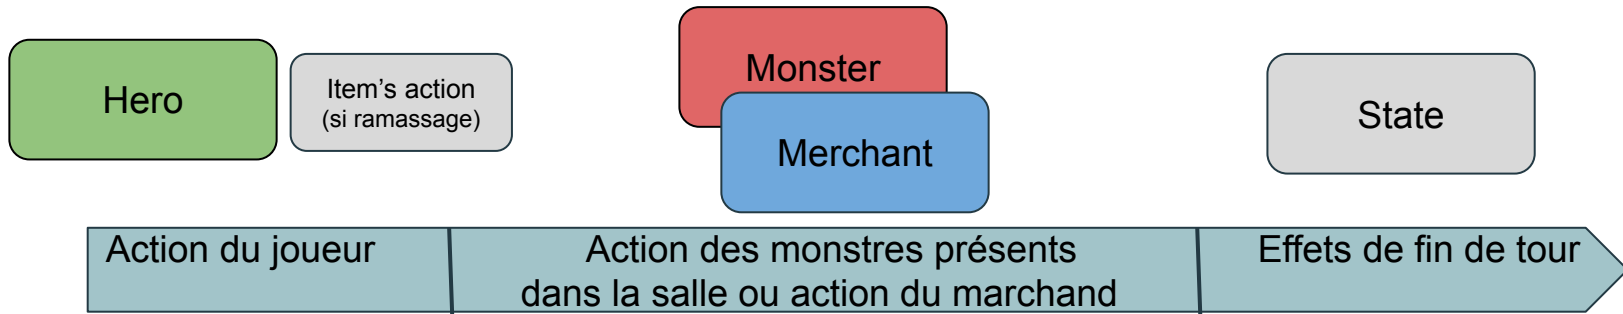 Hero
Item's action
(si ramassage)
Monster
Merchant
State
Action du joueur
Action des monstres présents
dans la salle ou action du marchand
Effets de fin de tour